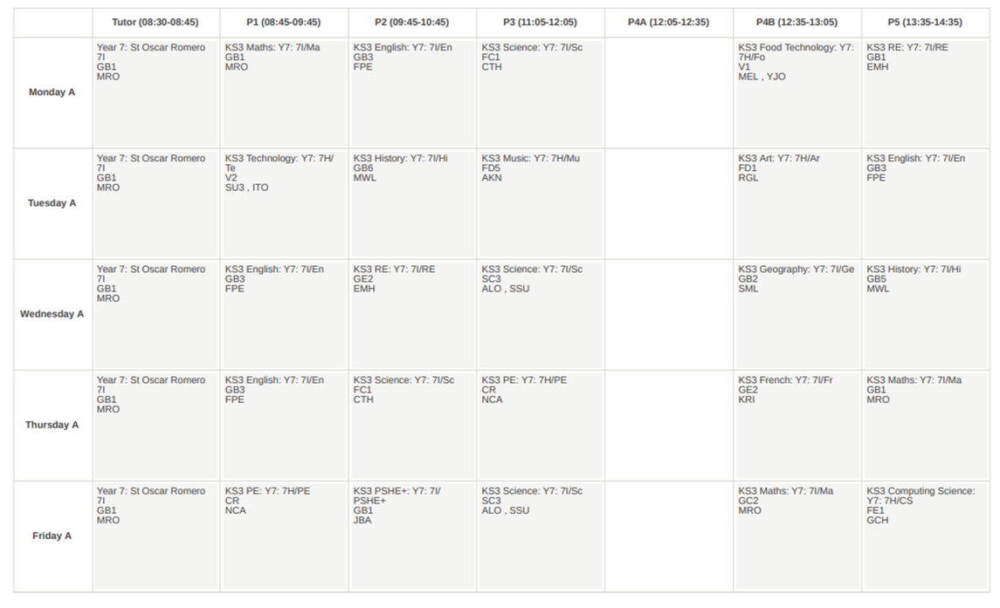 Tutor (08:30-08:45)
P1 (08:45-09:45)
P2 (09:45-10:45)
P3 (11:05-12:05)
P4A (12:05-12:35)
P4B (12:35-13:05)
P5 (13:35-14:35)
Monday A
Year 7: St Oscar Romero
7I
GB1
MRO
KS3 Maths: Y7: 7I/Ma
GB1
MRO
KS3 English: Y7: 7I/En
GB3
FPE
KS3 Science: Y7: 7I/Sc
FC1
CTH
KS3 Food Technology: Y7:
7H/Fo
V1
MEL , YJO
KS3 RE: Y7: 7I/RE
GB1
EMH
Tuesday A
Year 7: St Oscar Romero
7I
GB1
MRO
KS3 Technology: Y7: 7H/
Te
V2
SU3 , ITO
KS3 History: Y7: 7I/Hi
GB6
MWL
KS3 Music: Y7: 7H/Mu
FD5
AKN
KS3 Art: Y7: 7H/Ar
FD1
RGL
KS3 English: Y7: 7I/En
GB3
FPE
Wednesday A
Year 7: St Oscar Romero
7I
GB1
MRO
KS3 English: Y7: 7I/En
GB3
FPE
KS3 RE: Y7: 7I/RE
GE2
EMH
KS3 Science: Y7: 7I/Sc
SC3
ALO , SSU
KS3 Geography: Y7: 7I/Ge
GB2
SML
KS3 History: Y7: 7I/Hi
GB5
MWL
Thursday A
Year 7: St Oscar Romero
7I
GB1
MRO
KS3 English: Y7: 7I/En
GB3
FPE
KS3 Science: Y7: 7I/Sc
FC1
CTH
KS3 PE: Y7: 7H/PE
CR
NCA
KS3 French: Y7: 7I/Fr
GE2
KRI
KS3 Maths: Y7: 7I/Ma
GB1
MRO
Friday A
Year 7: St Oscar Romero
7I
GB1
MRO
KS3 PE: Y7: 7H/PE
CR
NCA
KS3 PSHE+: Y7: 7I/
PSHE+
GB1
JBA
KS3 Science: Y7: 7I/Sc
SC3
ALO , SSU
KS3 Maths: Y7: 7I/Ma
GC2
MRO
KS3 Computing Science:
Y7: 7H/CS
FE1
GCH